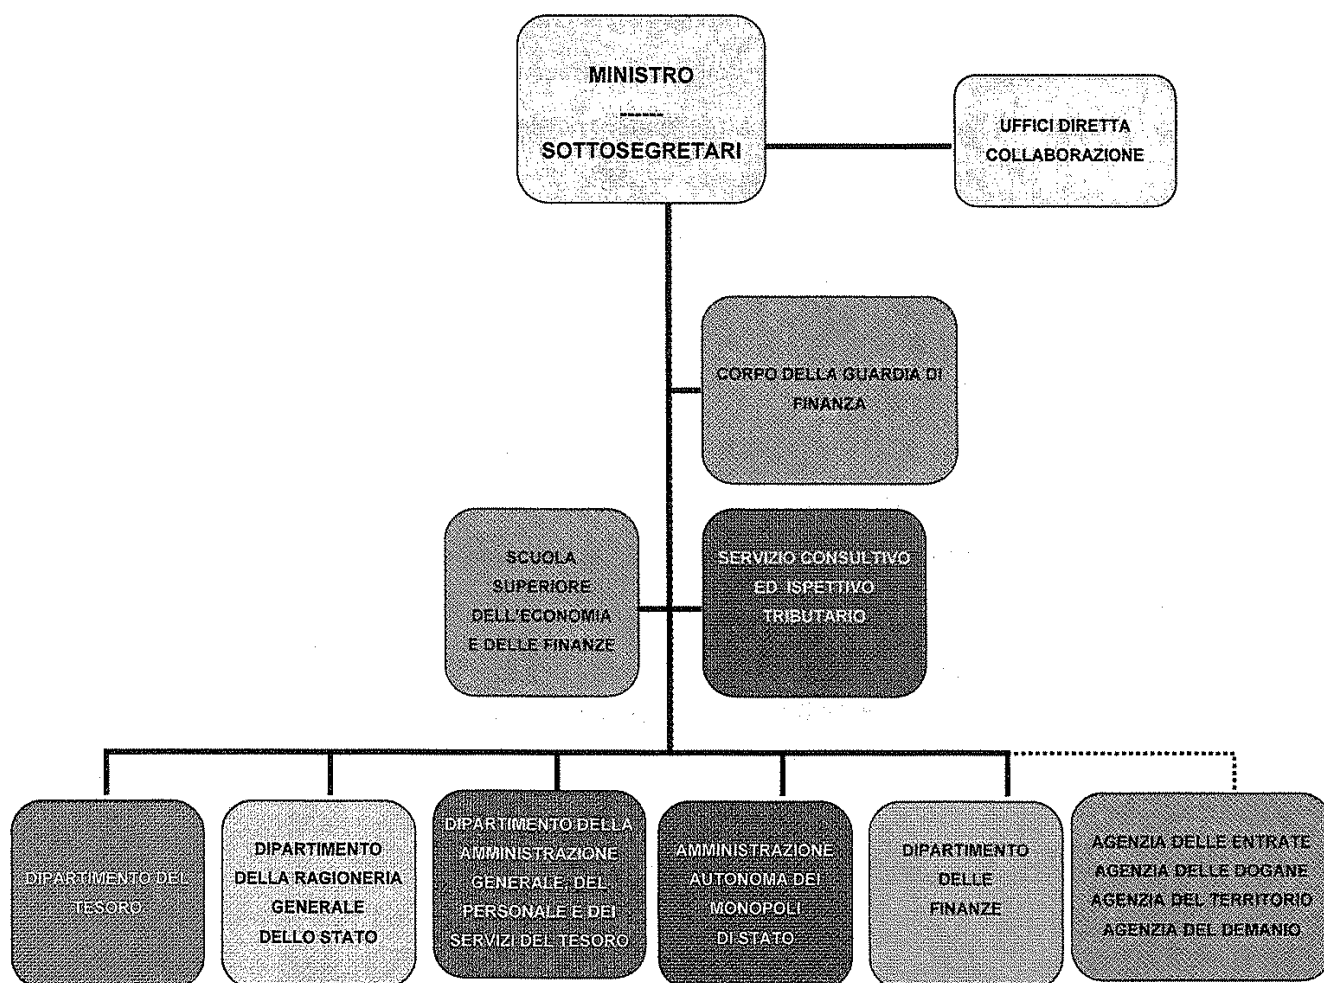 MINISTRO
------
SOTTOSEGRETARI
UFFICI DIRETTA
COLLABORAZIONE
CORPO DELLA GUARDIA DI
FINANZA
SCUOLA
SUPERIORE
DELL'ECONOMIA
E DELLE FINANZE
SERVIZIO CONSULTIVO
ED ISPETTIVO
TRIBUTARIO
DIPARTIMENTO DEL
TESORO
DIPARTIMENTO
DELLA RAGIONERIA
GENERALE
DELLO STATO
DIPARTIMENTO DELLA
AMMINISTRAZIONE
GENERALE, DEL
PERSONALE E DEI
SERVIZI DEL TESORO
AMMINISTRAZIONE
AUTONOMA DEI
MONOPOLI
DI STATO
DIPARTIMENTO
DELLE
FINANZE
AGENZIA DELLE ENTRATE
AGENZIA DELLE DOGANE
AGENZIA DEL TERRITORIO
AGENZIA DEL DEMANIO